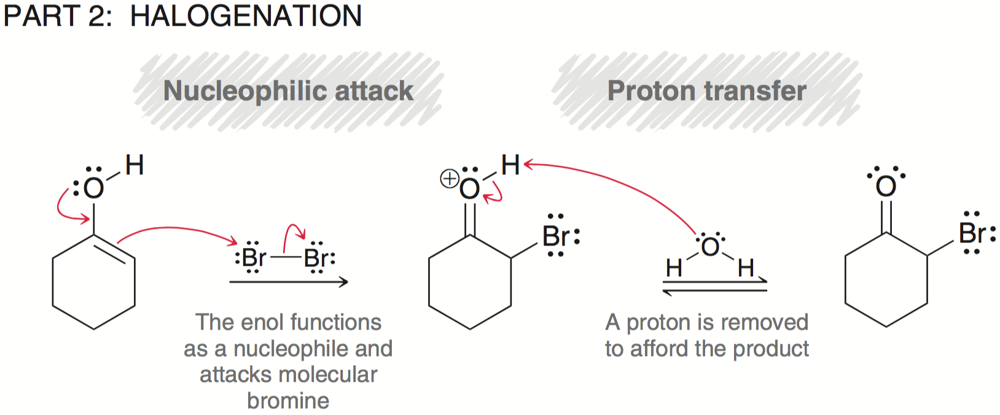 PART 2: HALOGENATION
Nucleophilic attack
Proton transfer
H
:O
Br
Br:
The enol functions
as a nucleophile and
attacks molecular
bromine
⊕
H
O
Br:
O
H H
A proton is removed
to afford the product
O
Br: